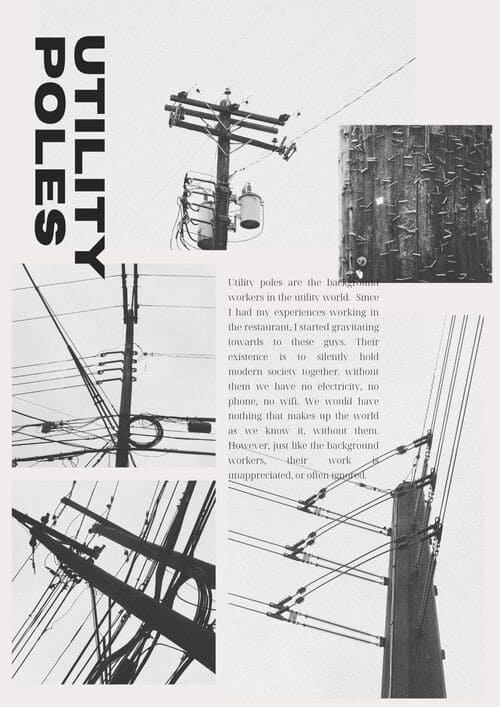 UTILITY
POLES
Utility poles are the background
workers in the utility world. Since
I had my experiences working in
the restaurant, I started gravitating
towards to these guys. Their
existence is to silently hold
modern society together. without
them we have no electricity, no
phone, no wifi. We would have
nothing that makes up the world
as we know it, without them.
However, just like the background
workers, their work is
unappreciated, or often ignored.